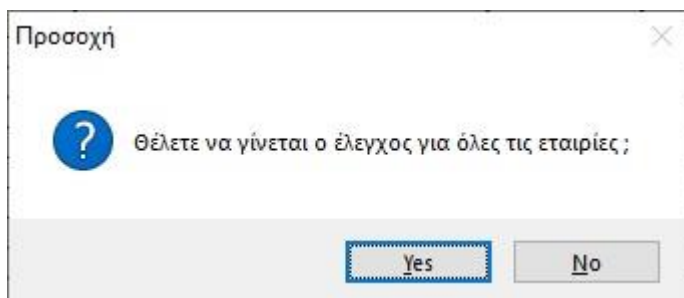 Προσοχή
Θέλετε να γίνεται ο έλεγχος για όλες τις εταιρίες ;
Yes
No